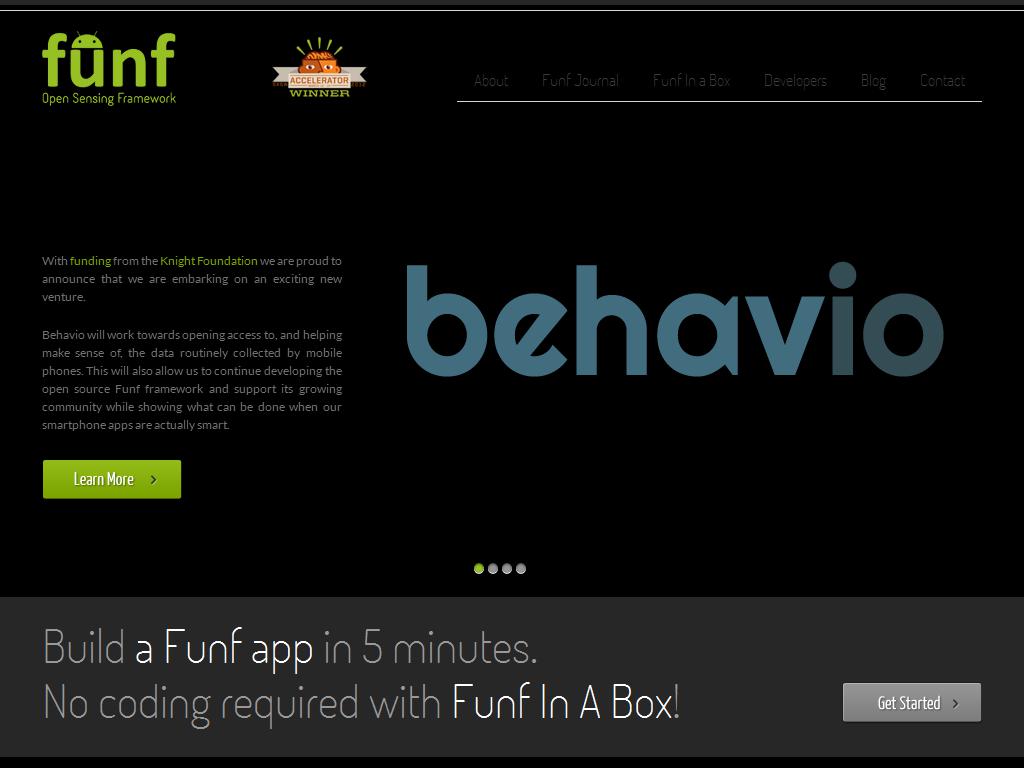 fünf
Open Sensing Framework
ACCELERATOR
WINNER
About
Funf Journal
Funf In a Box
Developers
Blog
Contact
With funding from the Knight Foundation we are proud to
announce that we are embarking on an exciting new
venture.
Behavio will work towards opening access to, and helping
make sense of, the data routinely collected by mobile
phones. This will also allow us to continue developing the
open source Funf framework and support its growing
community while showing what can be done when our
smartphone apps are actually smart.
behavio
Learn More
Build a Funf app in 5 minutes.
No coding required with Funf In A Box!
Get Started